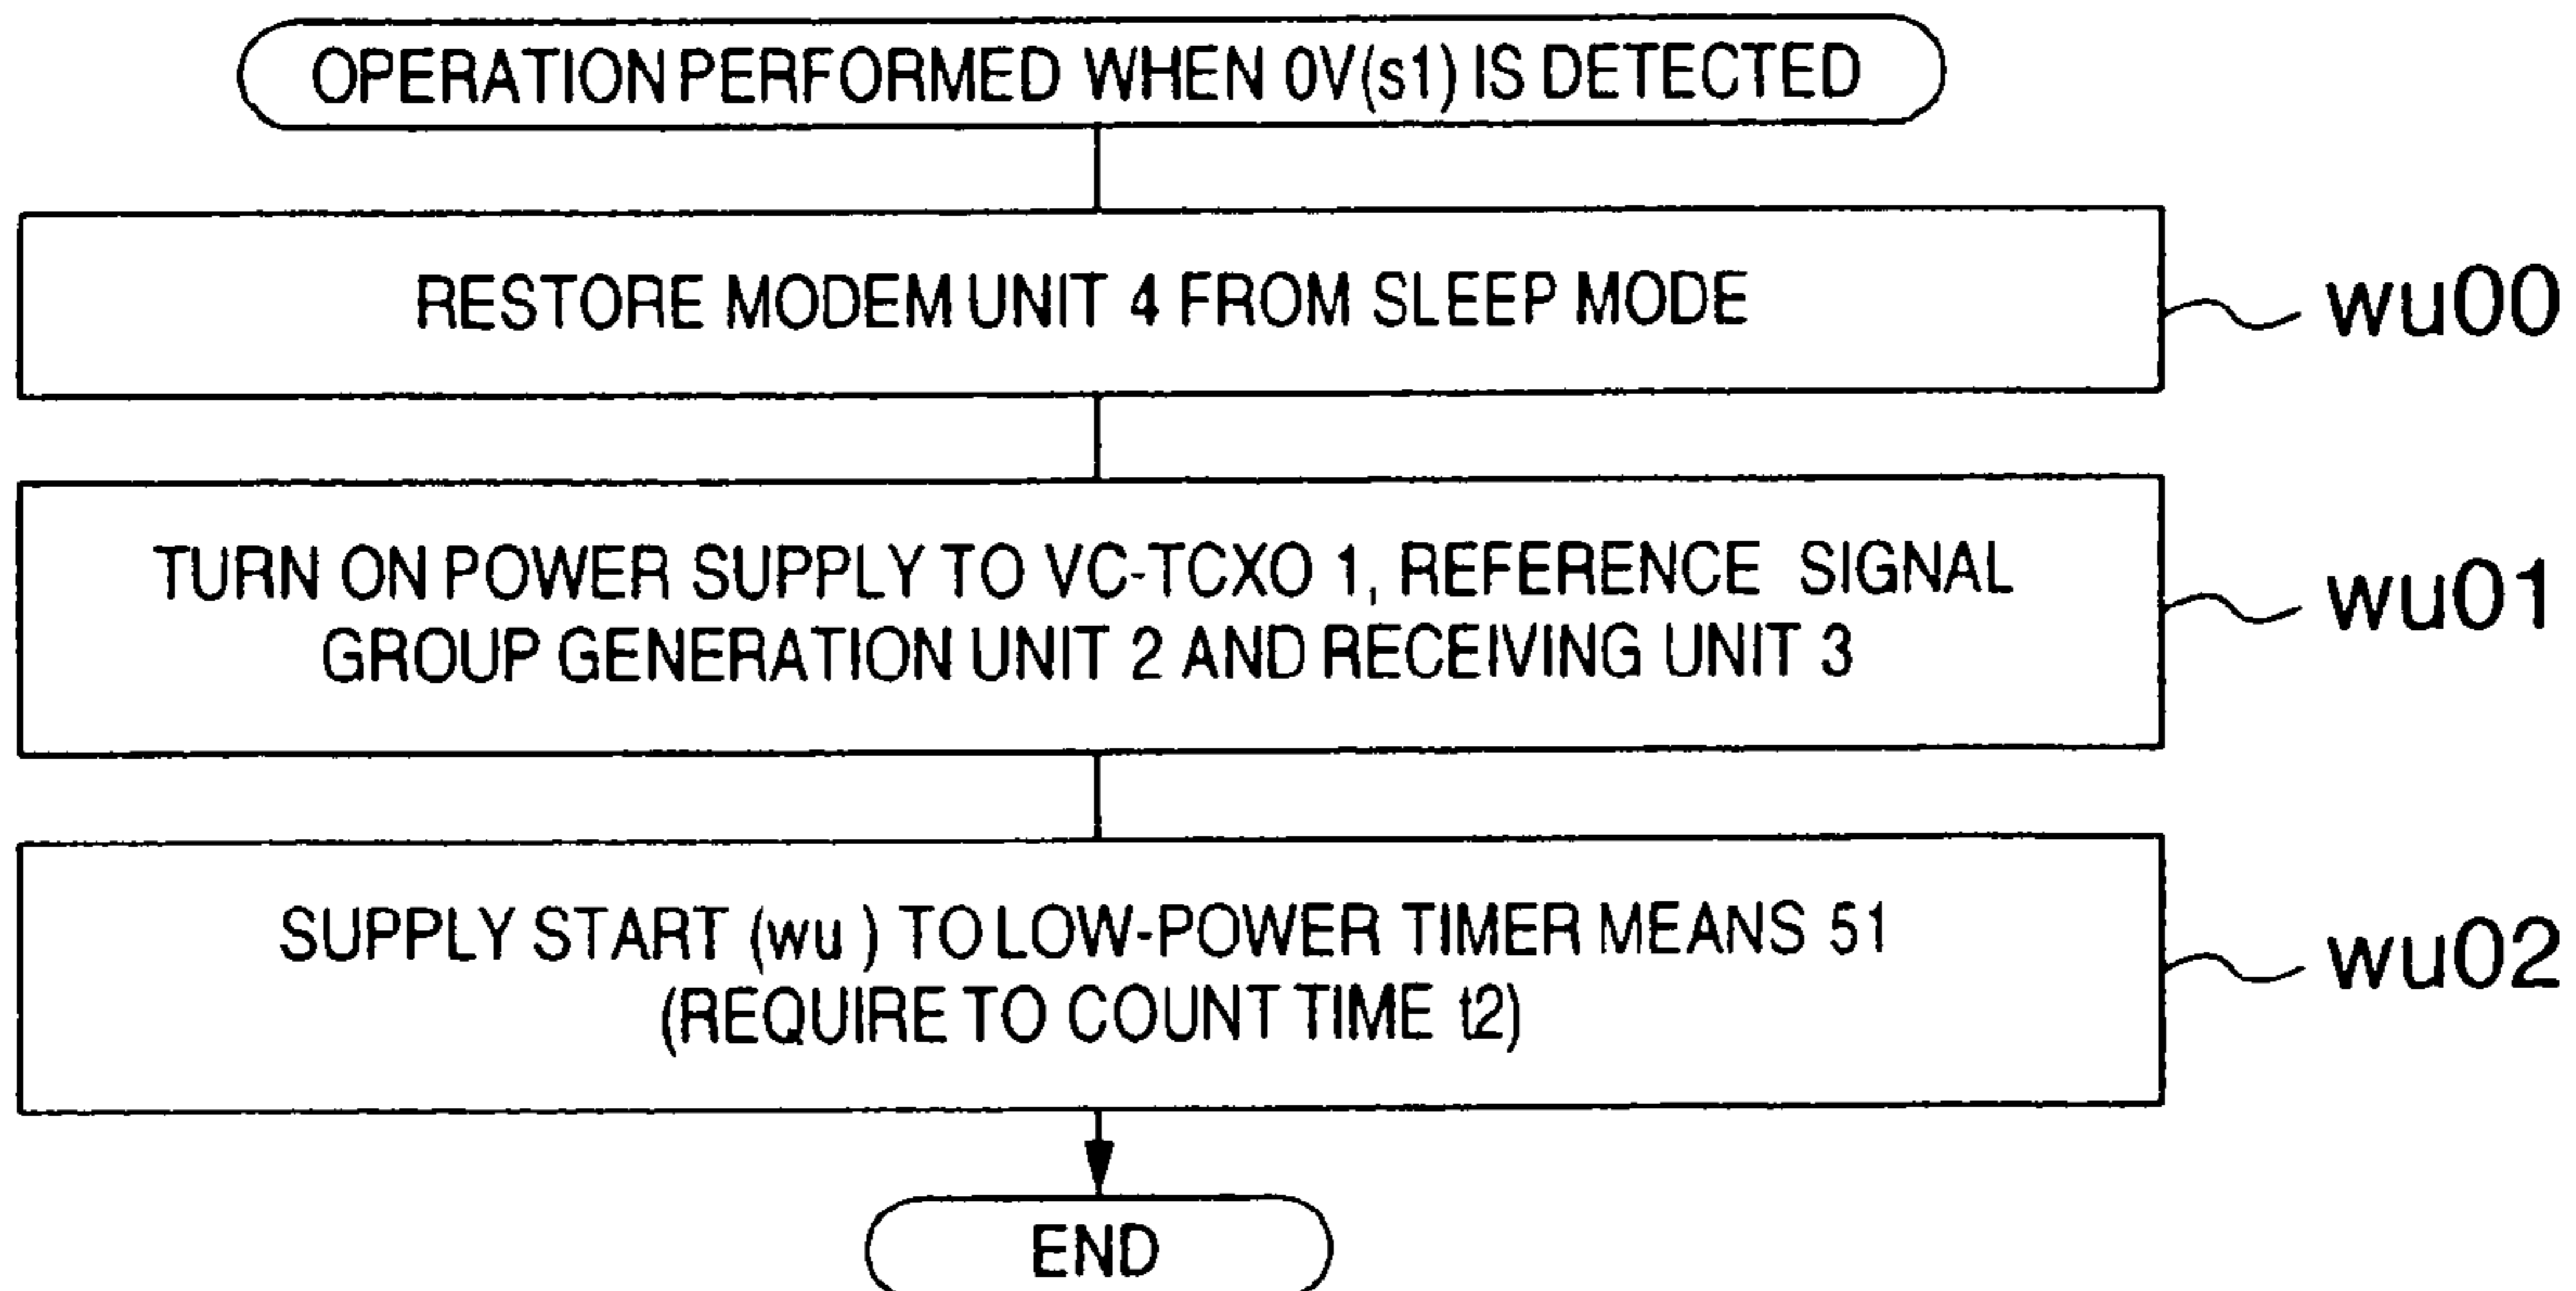 OPERATION PERFORMED WHEN 0V(s1) IS DETECTED
RESTORE MODEM UNIT 4 FROM SLEEP MODE
wu00
TURN ON POWER SUPPLY TO VC-TCXO 1, REFERENCE SIGNAL
GROUP GENERATION UNIT 2 AND RECEIVING UNIT 3
wu01
SUPPLY START (wu ) TO LOW-POWER TIMER MEANS 51
(REQUIRE TO COUNT TIME t2)
wu02
END